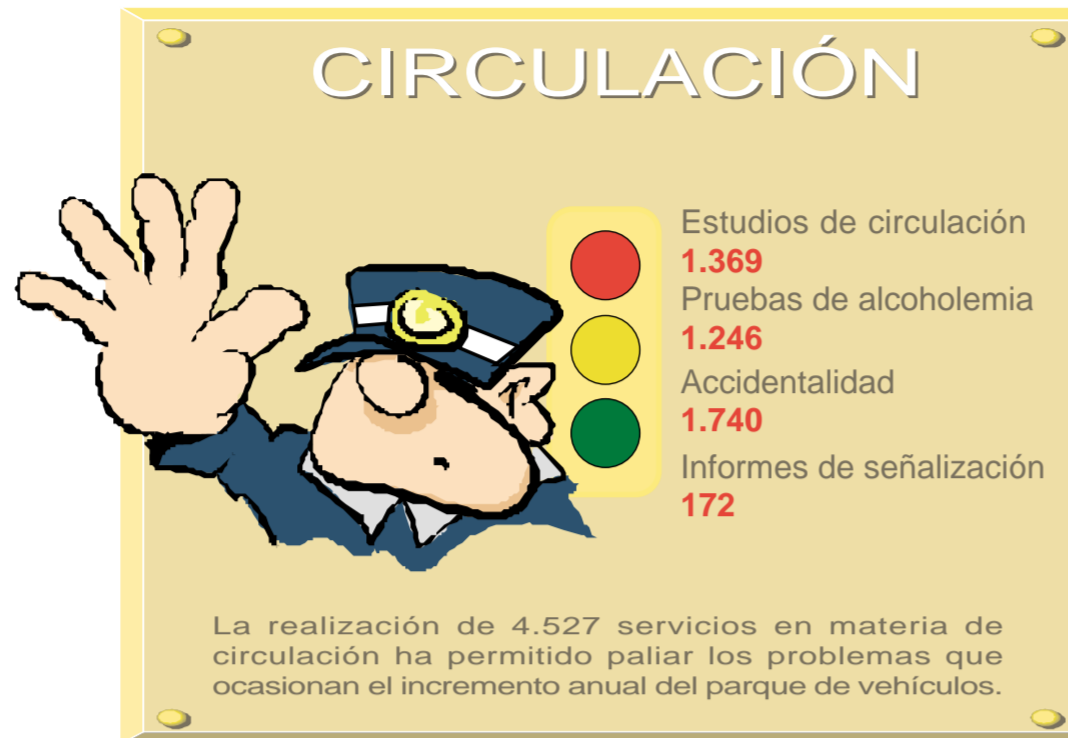 CIRCULACIÓN
Estudios de circulación
1.369
Pruebas de alcoholemia
1.246
Accidentalidad
1.740
Informes de señalización
172
La realización de 4.527 servicios en materia de
circulación ha permitido paliar los problemas que
ocasionan el incremento anual del parque de vehículos.